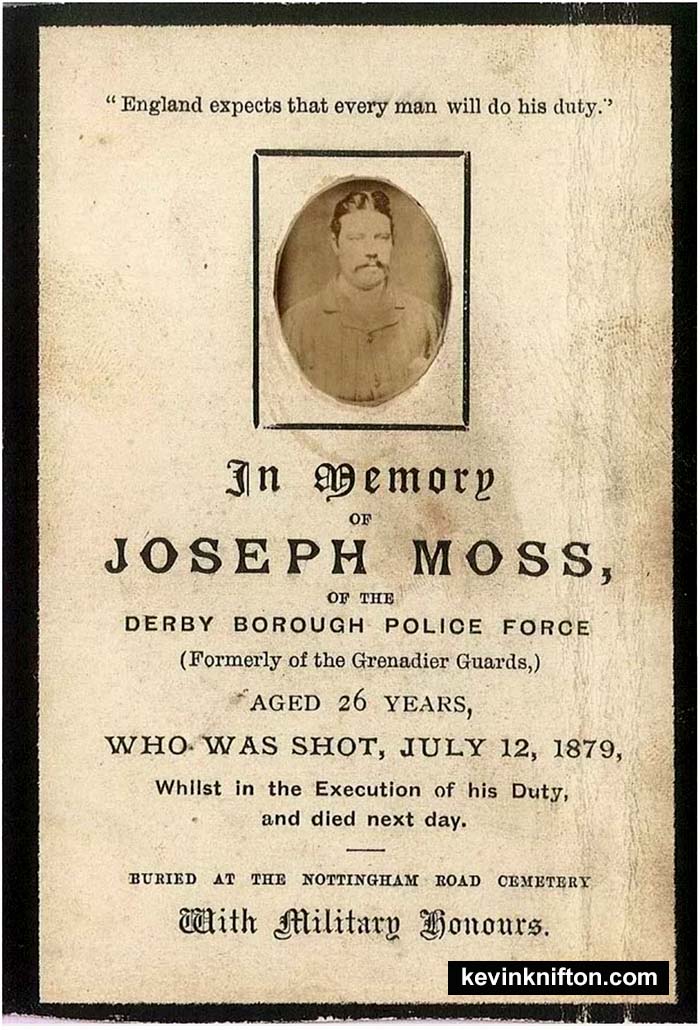 “England expects that every man will do his duty.”
In Memory
OF
JOSEPH MOSS,
OF THE
DERBY BOROUGH POLICE FORCE
(Formerly of the Grenadier Guards,)
AGED 26 YEARS,
WHO WAS SHOT, JULY 12, 1879,
Whilst in the Execution of his Duty,
and died next day.
BURIED AT THE NOTTINGHAM ROAD CEMETERY
With Military Honours.
kevinknifton.com